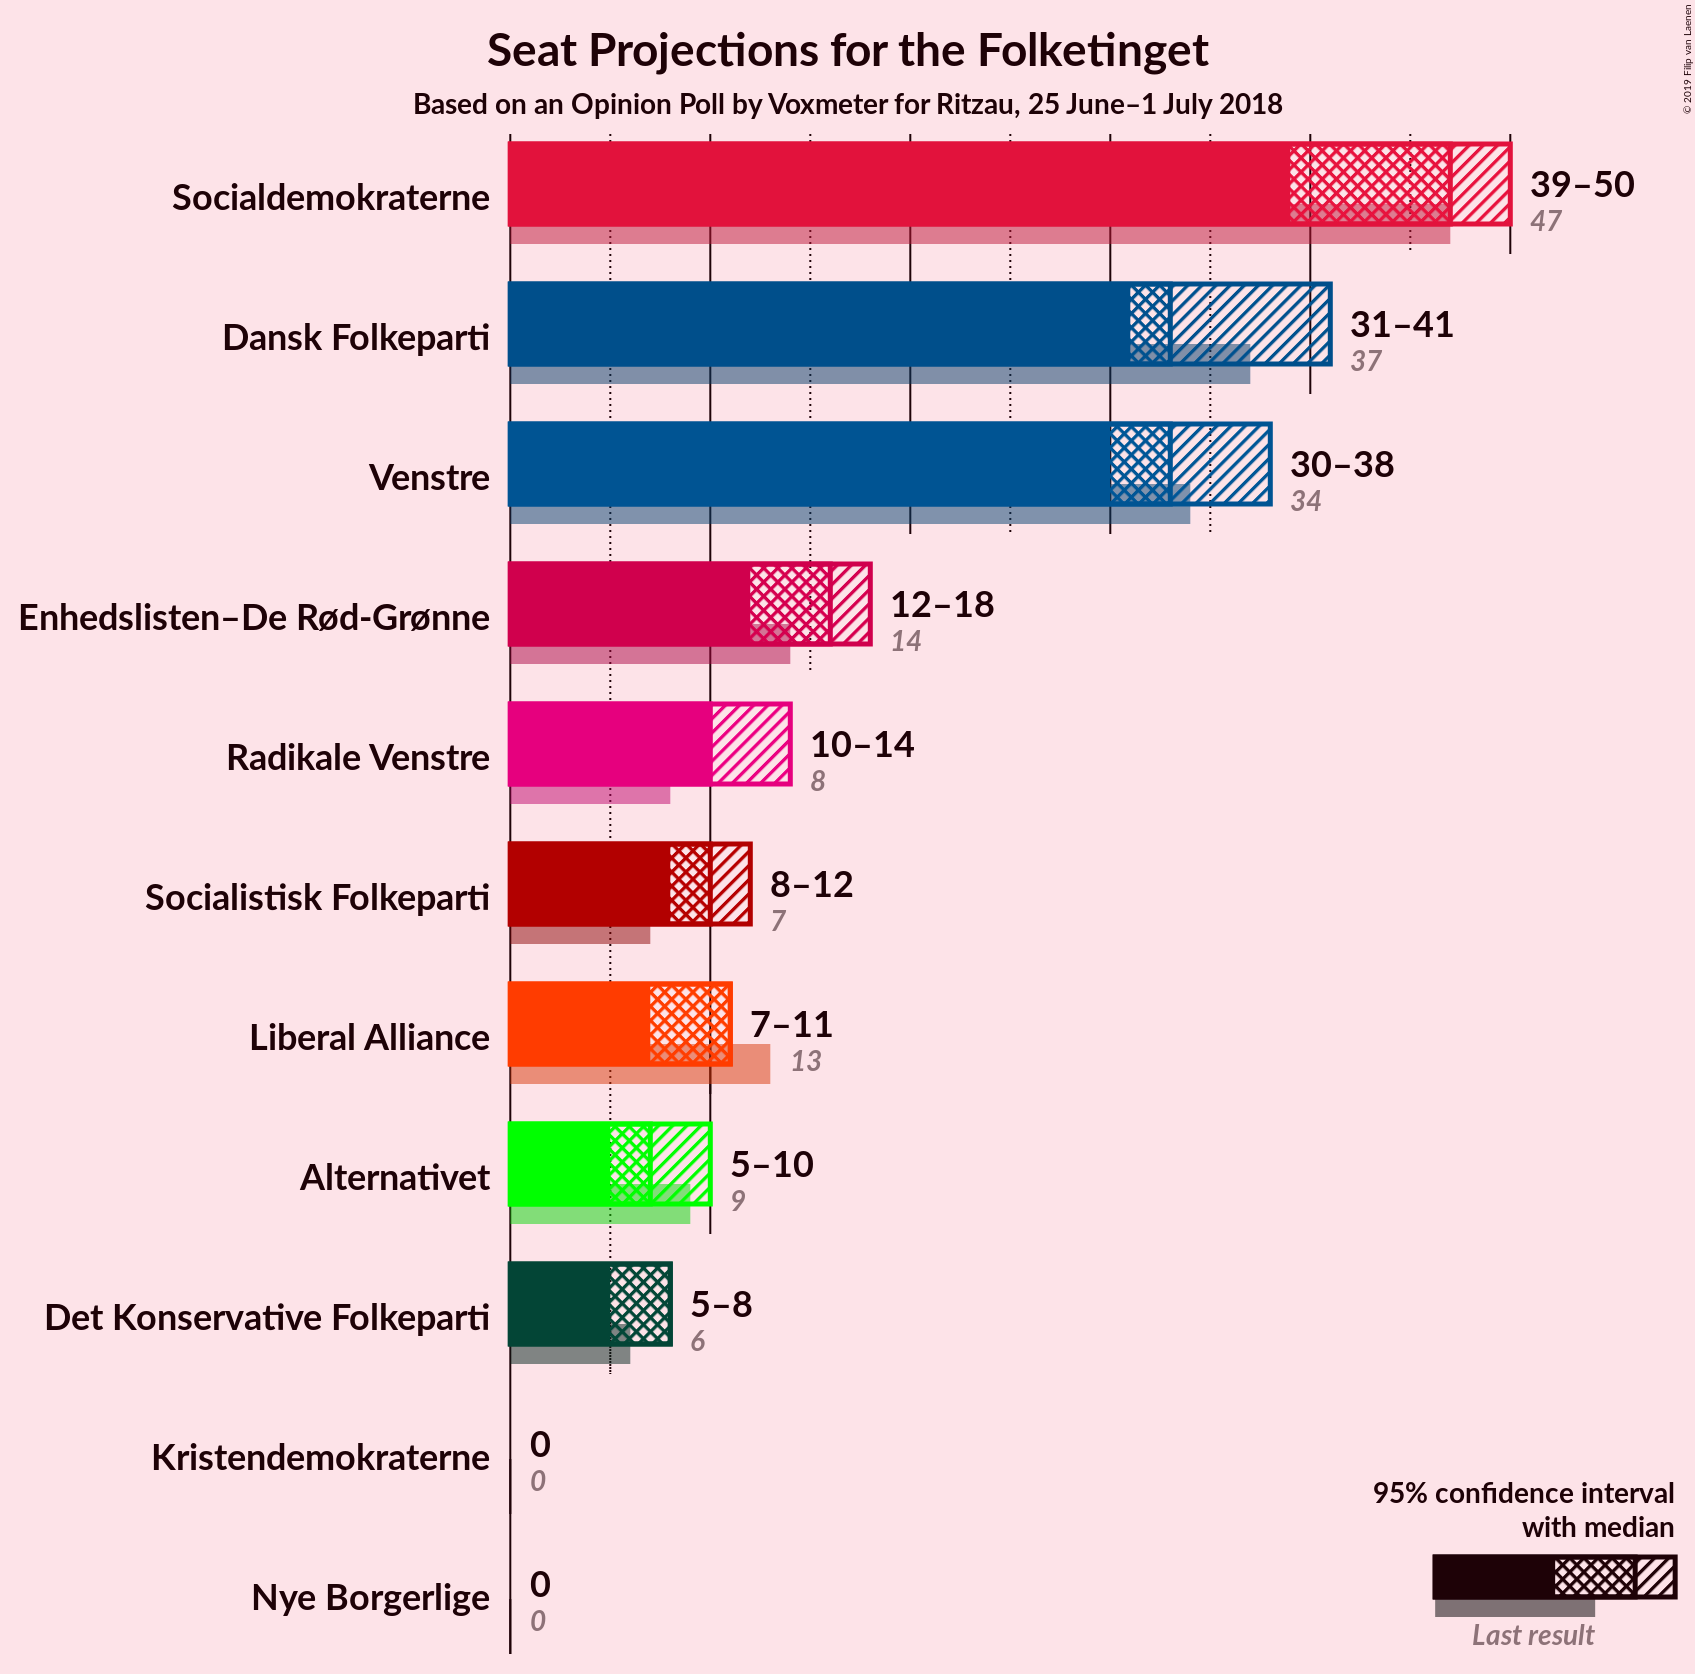 Seat Projections for the Folketinget
Based on an Opinion Poll by Voxmeter for Ritzau, 25 June–1 July 2018
© 2019 Filip van Laenen
Socialdemokraterne
39–50
47
Dansk Folkeparti
31–41
37
Venstre
30–38
34
Enhedslisten–De Rød-Grønne
12–18
14
Radikale Venstre
10–14
8
Socialistisk Folkeparti
8–12
7
Liberal Alliance
7–11
13
Alternativet
5–10
9
Det Konservative Folkeparti
5–8
6
Kristendemokraterne
0
0
Nye Borgerlige
0
0
95% confidence interval
with median
Last result